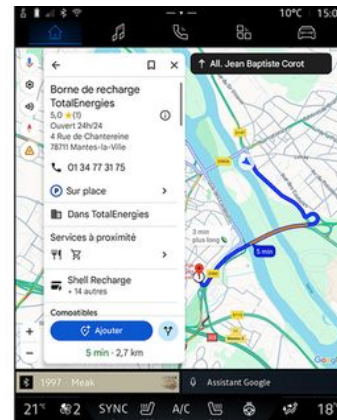 10°C 15:0
Borne de recharge
TotalEnergies
5,0 ★(1)
Ouvert 24h/24
4 Rue de Chantereine
78711 Mantes-la-Ville
01 34 77 31 75
P Sur place
Dans TotalEnergies
Services à proximité
Shell Recharge
+ 14 autres
Compatibles
Ajouter
5 min · 2,7 km
All. Jean Baptiste Corot
Limay
3 min
plus long
5 min
Google
1997 · Meak
Assistant Google
21° 2 SYNC A/C 18°